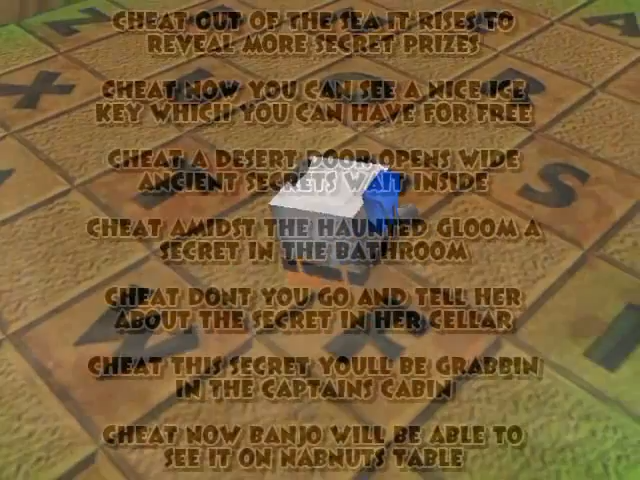 CHEAT OUT OF THE SEA IT RISES TO
REVEAL MORE SECRET PRIZES
CHEAT NOW YOU CAN SEE A NICE ICE
KEY WHICH YOU CAN HAVE FOR FREE
CHEAT A DESERT DOOR OPENS WIDE
ANCIENT SECRETS WAIT INSIDE
CHEAT AMIDST THE HAUNTED GLOOM A
SECRET IN THE BATHROOM
CHEAT DONT YOU GO AND TELL HER
ABOUT THE SECRET IN HER CELLAR
CHEAT THIS SECRET YOULL BE GRABBIN
IN THE CAPTAINS CABIN
CHEAT NOW BANJO WILL BE ABLE TO
SEE IT ON NABNUTS TABLE